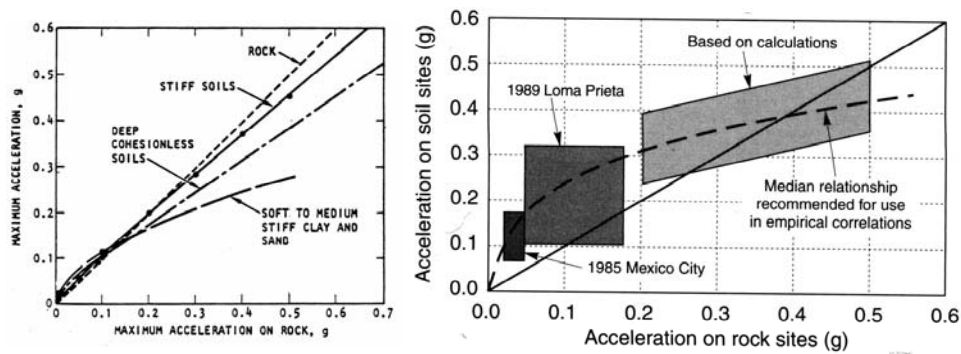 0.6
0.5
0.4
0.3
0.2
0.1
0
MAXIMUM ACCELERATION, g
ROCK
STIFF SOILS
DEEP
COHESIONLESS
SOILS
SOFT TO MEDIUM
STIFF CLAY AND
SAND
0 0.1 0.2 0.3 0.4 0.5 0.6 0.7
MAXIMUM ACCELERATION ON ROCK, g
0.6
0.5
0.4
0.3
0.2
0.1
0.0
Acceleration on soil sites (g)
Based on calculations
1989 Loma Prieta
Median relationship
recommended for use
in empirical correlations
1985 Mexico City
0.0 0.1 0.2 0.3 0.4 0.5 0.6
Acceleration on rock sites (g)